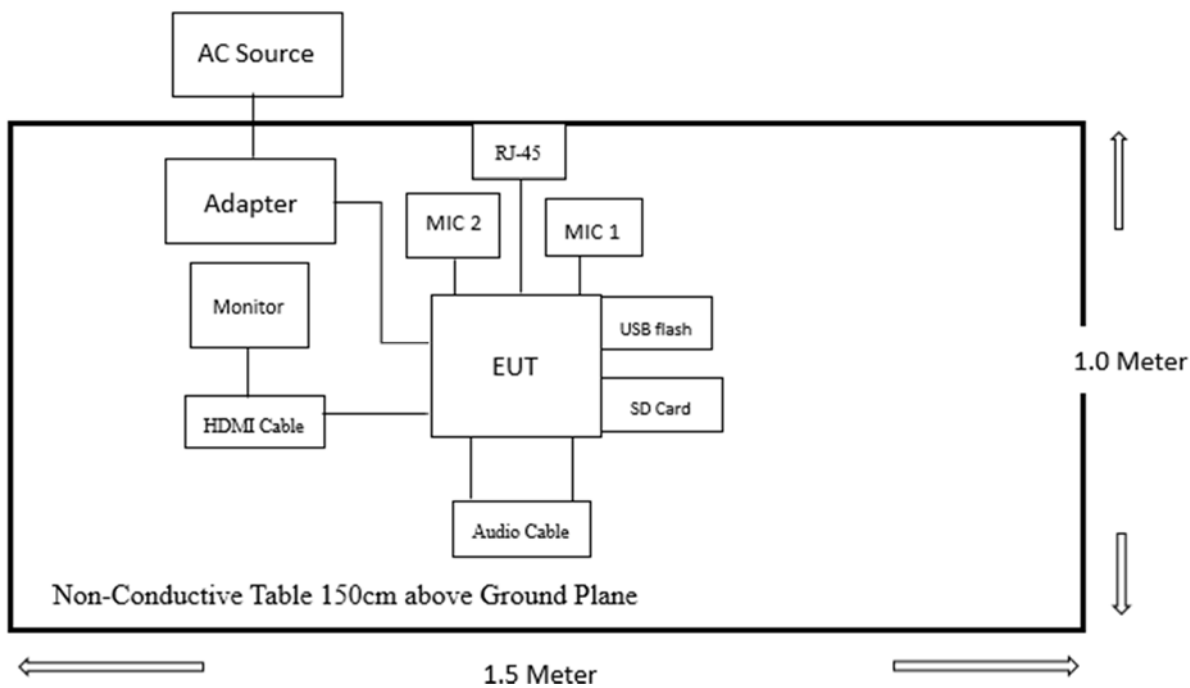 AC Source
RJ-45
Adapter
MIC 2
MIC 1
Monitor
USB flash
EUT
1.0 Meter
SD Card
HDMI Cable
Audio Cable
Non-Conductive Table 150cm above Ground Plane
1.5 Meter